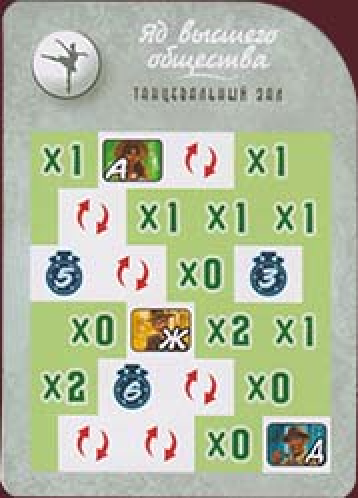 Яд высшего
общества
ТАНЦЕВАЛЬНЫЙ ЗАЛ
X1 А X1
X1 X1 X1
5 X0 3
X0 Ж X2 X1
X2 6 X0
X0 Д